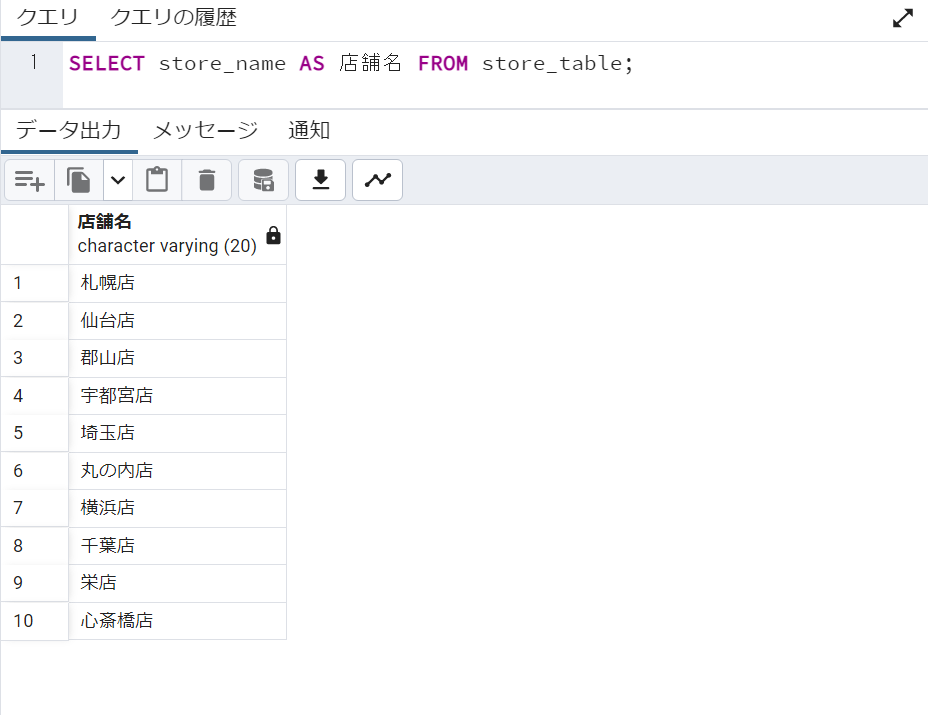 クエリ クエリの履歴
1 SELECT store_name AS 店舗名 FROM store_table;
データ出力 メッセージ 通知
店舗名
character varying (20)
1 札幌店
2 仙台店
3 郡山店
4 宇都宮店
5 埼玉店
6 丸の内店
7 横浜店
8 千葉店
9 栄店
10 心斎橋店